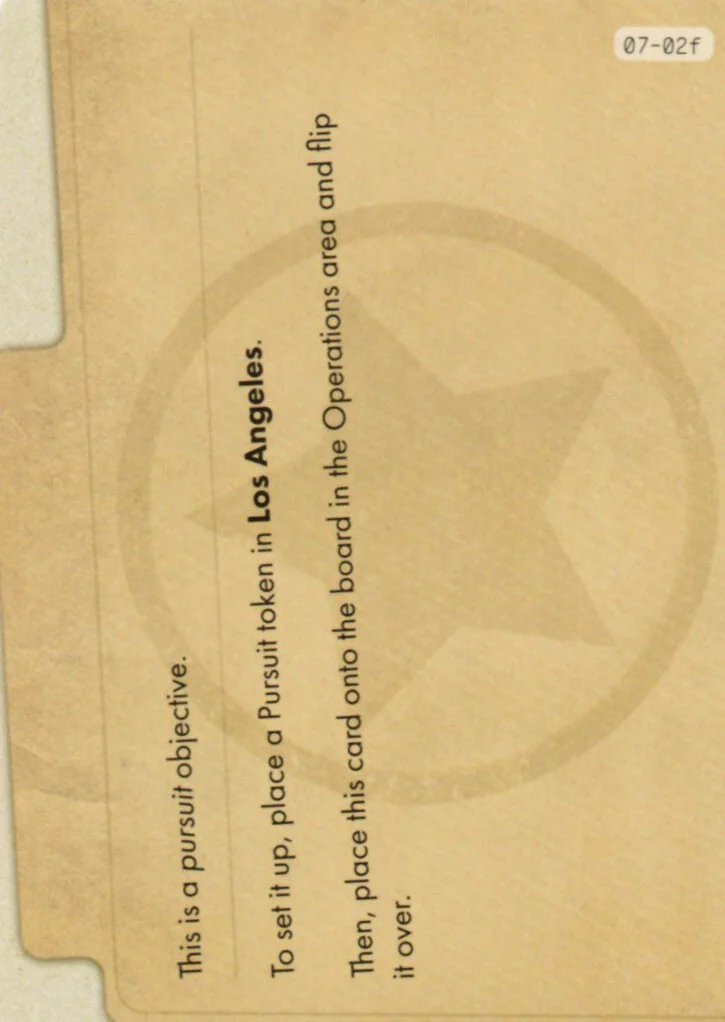 07-02f
This is a pursuit objective.
To set it up, place a Pursuit token in Los Angeles.
Then, place this card onto the board in the Operations area and flip
it over.